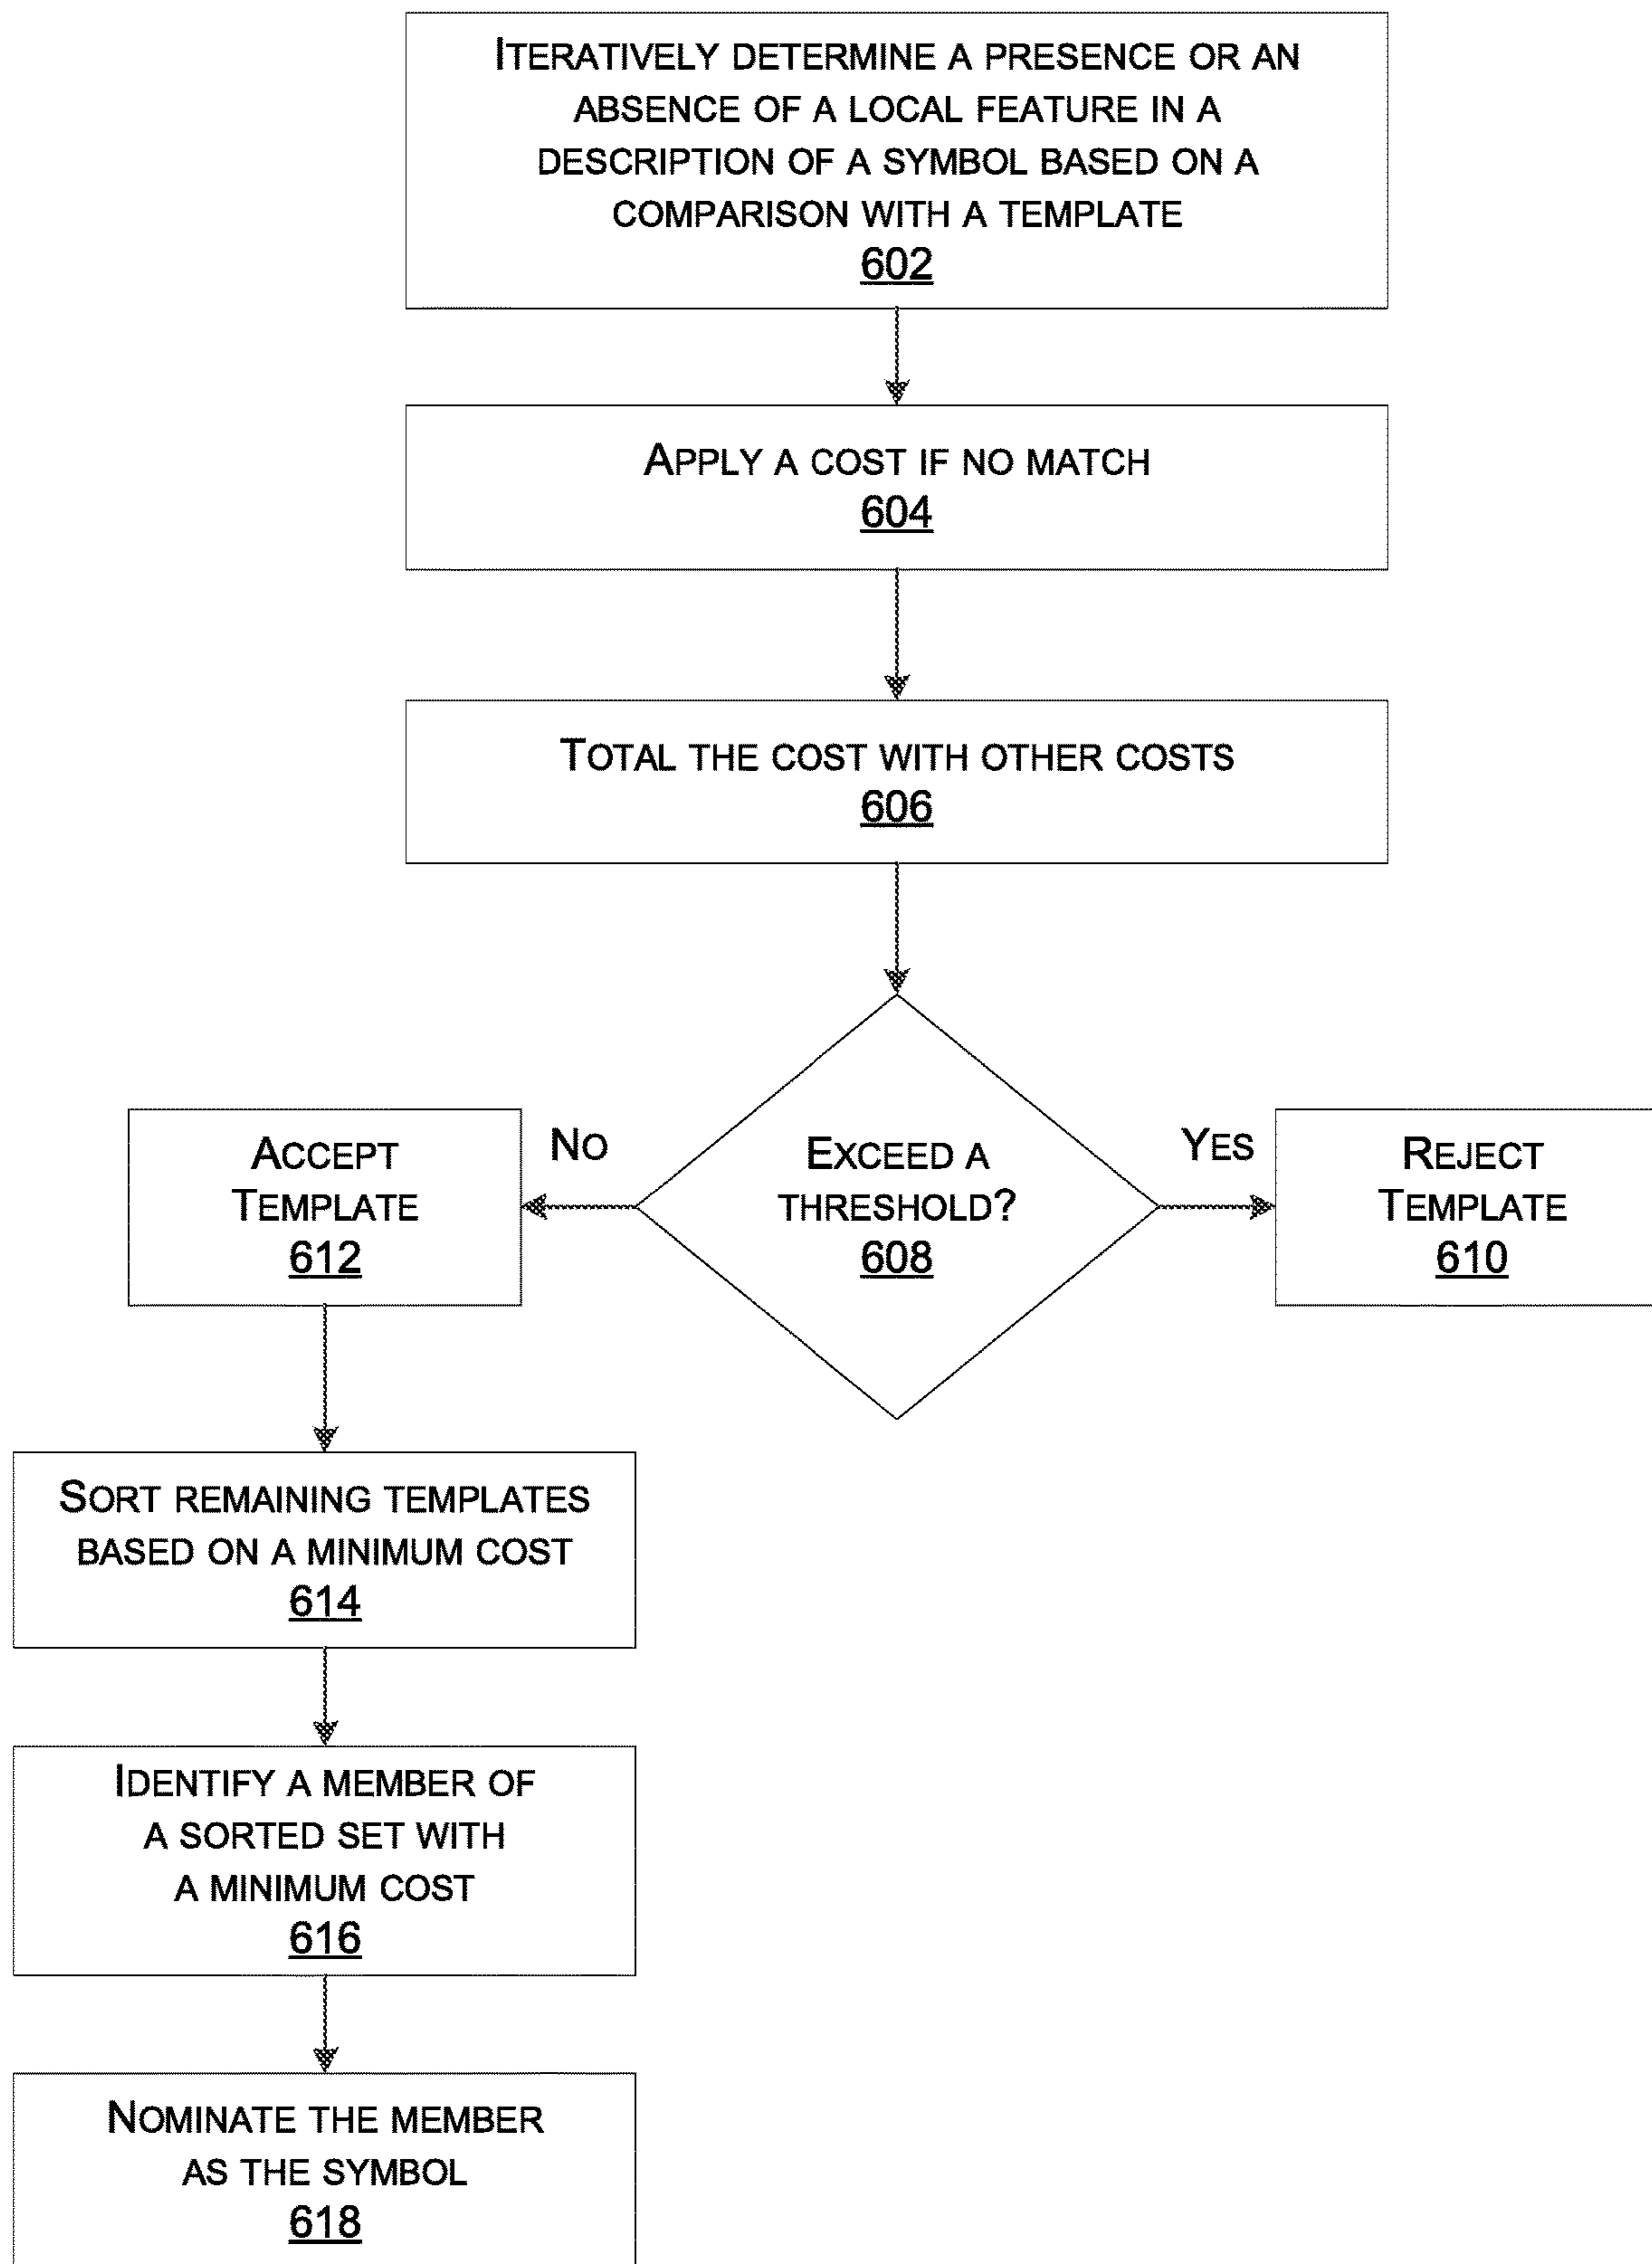 ITERATIVELY DETERMINE A PRESENCE OR AN
ABSENCE OF A LOCAL FEATURE IN A
DESCRIPTION OF A SYMBOL BASED ON A
COMPARISON WITH A TEMPLATE
602
APPLY A COST IF NO MATCH
604
TOTAL THE COST WITH OTHER COSTS
606
EXCEED A
THRESHOLD?
608
NO
YES
ACCEPT
TEMPLATE
612
REJECT
TEMPLATE
610
SORT REMAINING TEMPLATES
BASED ON A MINIMUM COST
614
IDENTIFY A MEMBER OF
A SORTED SET WITH
A MINIMUM COST
616
NOMINATE THE MEMBER
AS THE SYMBOL
618